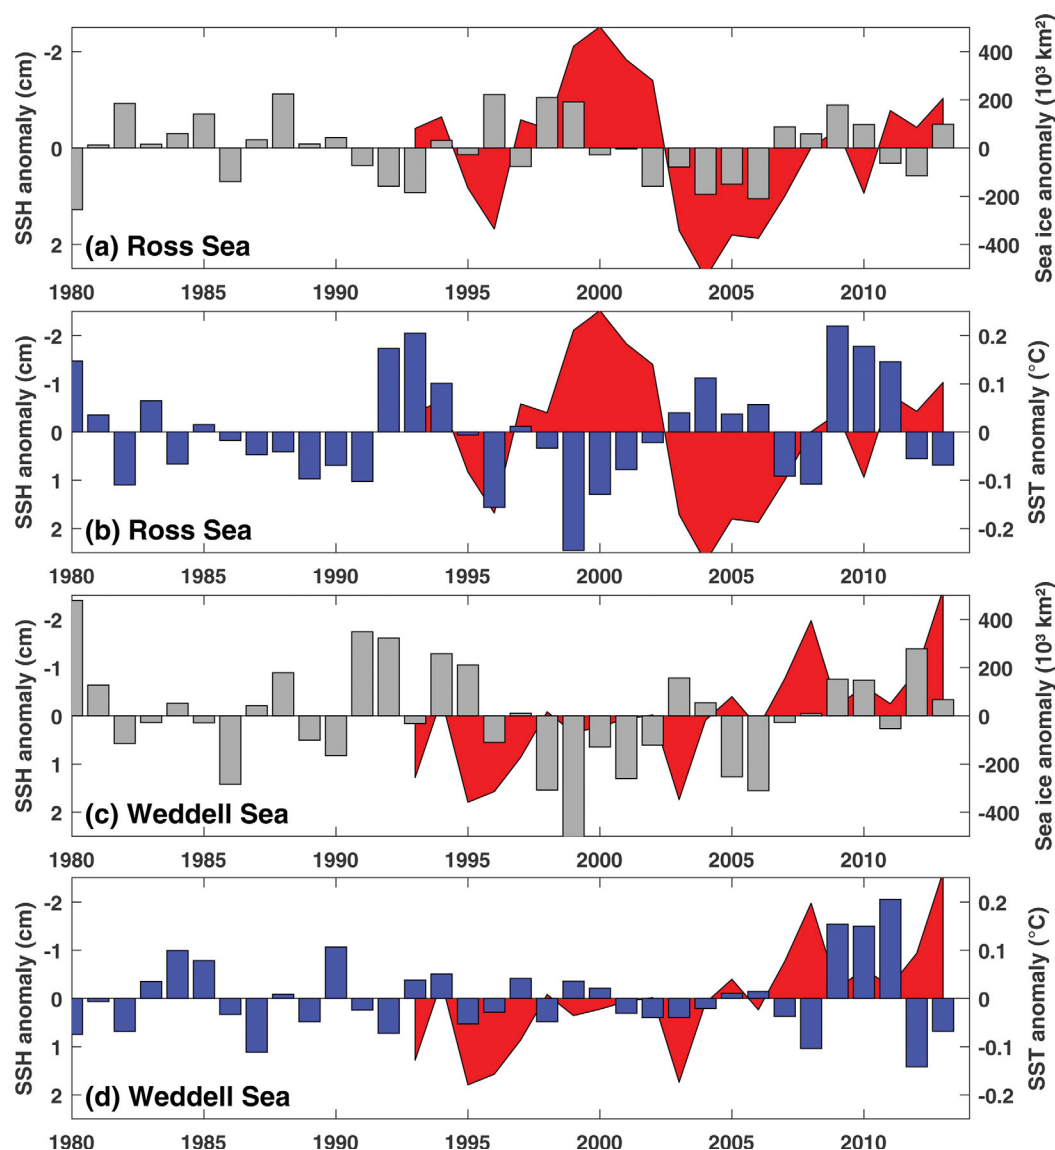 SSH anomaly (cm)
-2
-1
0
1
2
400
200
0
-200
-400
Sea ice anomaly (10³ km²)
(a) Ross Sea
1980 1985 1990 1995 2000 2005 2010
SSH anomaly (cm)
-2
-1
0
1
2
0.2
0.1
0
-0.1
-0.2
SST anomaly (°C)
(b) Ross Sea
1980 1985 1990 1995 2000 2005 2010
SSH anomaly (cm)
-2
-1
0
1
2
400
200
0
-200
-400
Sea ice anomaly (10³ km²)
(c) Weddell Sea
1980 1985 1990 1995 2000 2005 2010
SSH anomaly (cm)
-2
-1
0
1
2
0.2
0.1
0
-0.1
-0.2
SST anomaly (°C)
(d) Weddell Sea
1980 1985 1990 1995 2000 2005 2010